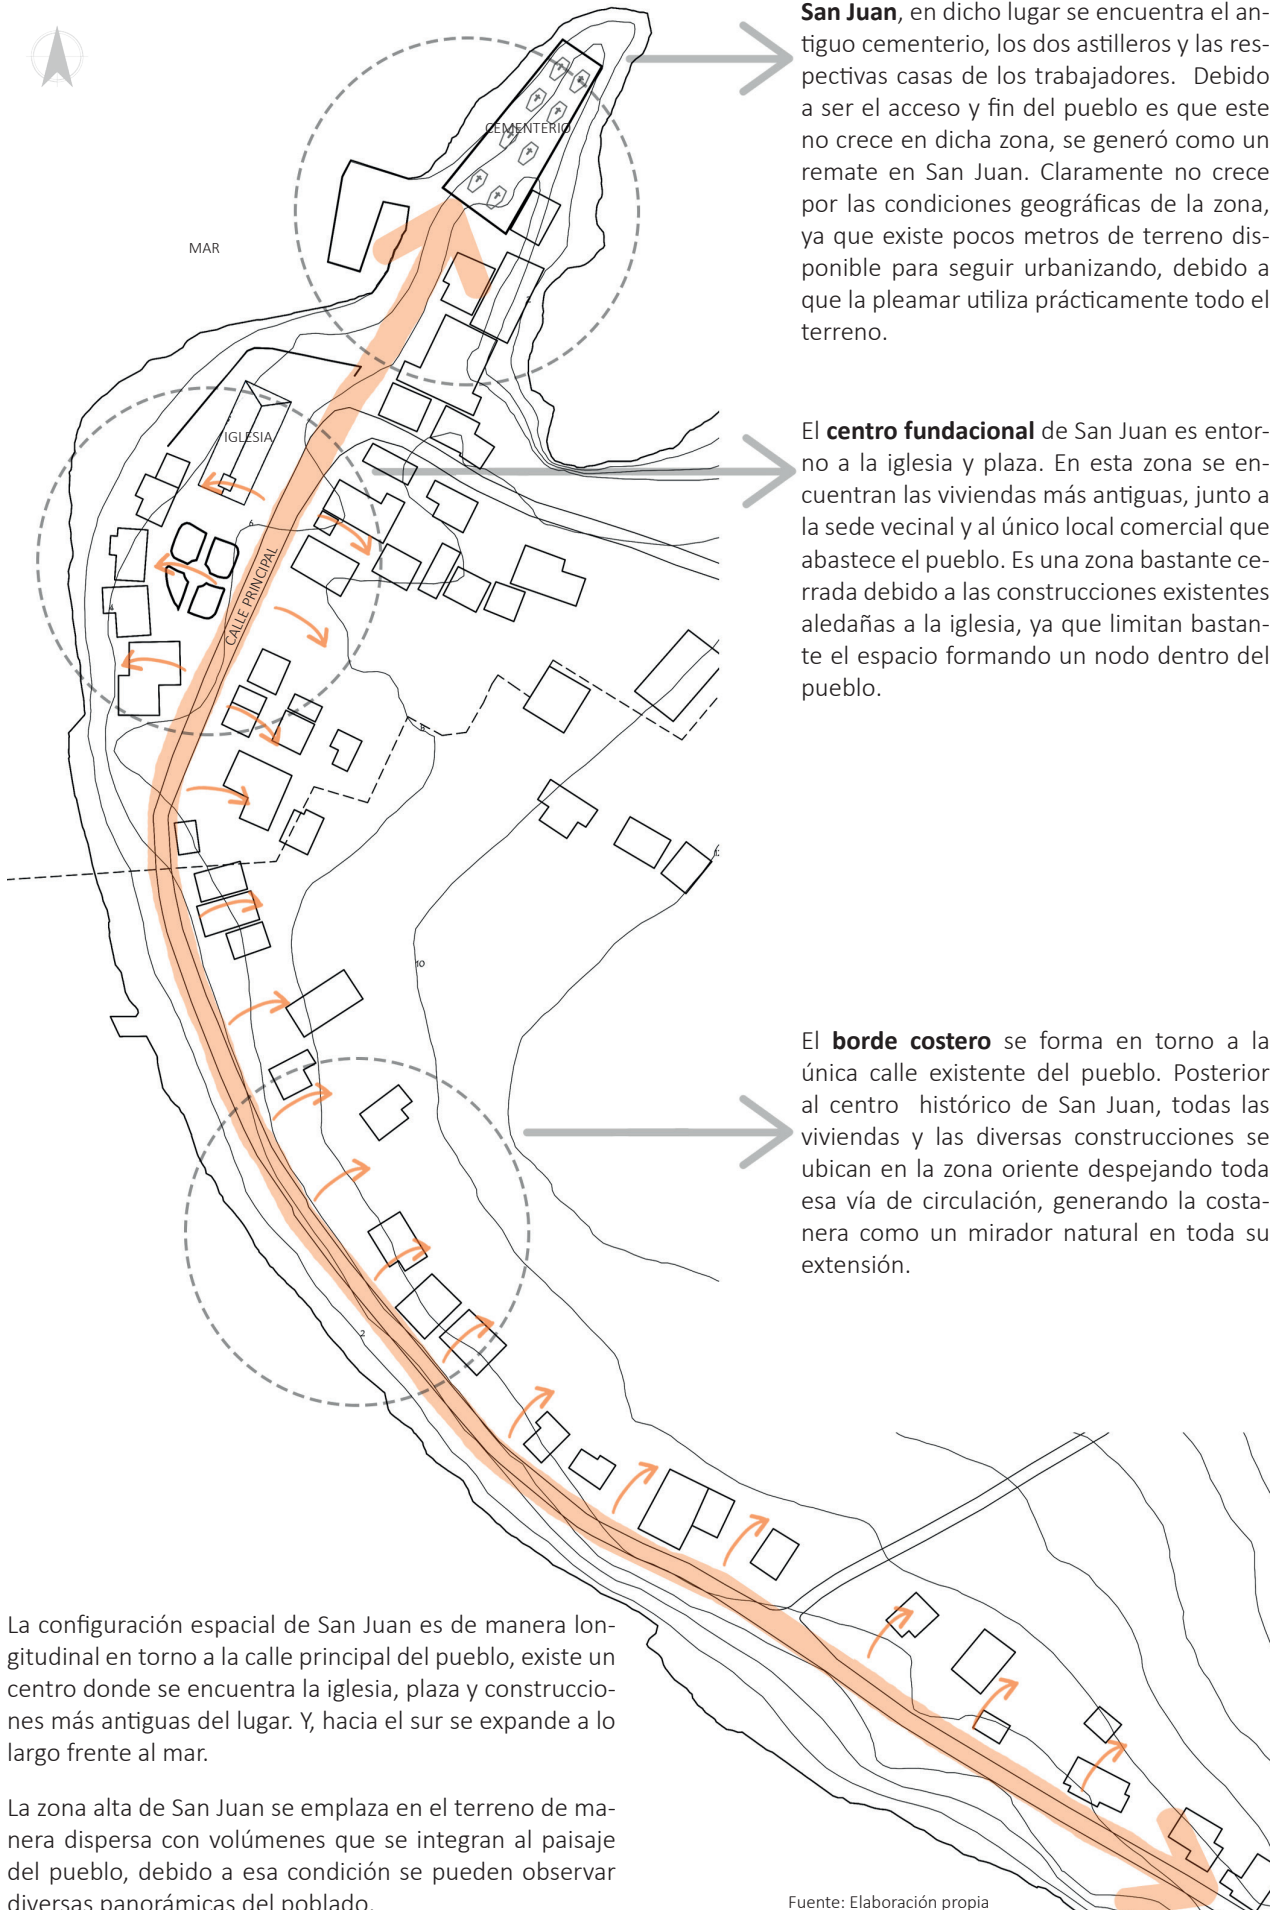 San Juan, en dicho lugar se encuentra el an-
tiguo cementerio, los dos astilleros y las res-
pectivas casas de los trabajadores. Debido
a ser el acceso y fin del pueblo es que este
no crece en dicha zona, se generó como un
remate en San Juan. Claramente no crece
por las condiciones geográficas de la zona,
ya que existe pocos metros de terreno dis-
ponible para seguir urbanizando, debido a
que la pleamar utiliza prácticamente todo el
terreno.
CEMENTERIO
MAR
2
El centro fundacional de San Juan es entor-
no a la iglesia y plaza. En esta zona se en-
cuentran las viviendas más antiguas, junto a
la sede vecinal y al único local comercial que
abastece el pueblo. Es una zona bastante ce-
rrada debido a las construcciones existentes
aledañas a la iglesia, ya que limitan bastan-
te el espacio formando un nodo dentro del
pueblo.
IGLESIA
6
CALLE PRINCIPAL
4
8
10
El borde costero se forma en torno a la
única calle existente del pueblo. Posterior
al centro histórico de San Juan, todas las
viviendas y las diversas construcciones se
ubican en la zona oriente despejando toda
esa vía de circulación, generando la costa-
nera como un mirador natural en toda su
extensión.
2
La configuración espacial de San Juan es de manera lon-
gitudinal en torno a la calle principal del pueblo, existe un
centro donde se encuentra la iglesia, plaza y construccio-
nes más antiguas del lugar. Y, hacia el sur se expande a lo
largo frente al mar.
La zona alta de San Juan se emplaza en el terreno de ma-
nera dispersa con volúmenes que se integran al paisaje
del pueblo, debido a esa condición se pueden observar
diversas panorámicas del poblado.
Fuente: Elaboración propia